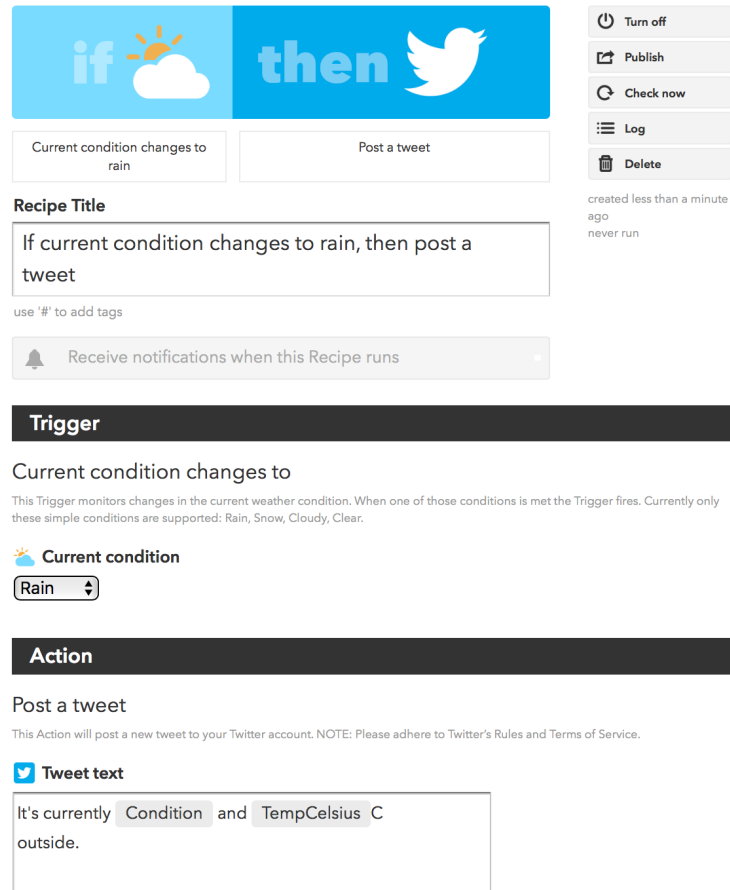 if then
Turn off
Publish
Check now
Log
Delete
Current condition changes to
rain
Post a tweet
created less than a minute
ago
never run
Recipe Title
If current condition changes to rain, then post a
tweet
use '#' to add tags
Receive notifications when this Recipe runs
Trigger
Current condition changes to
This Trigger monitors changes in the current weather condition. When one of those conditions is met the Trigger fires. Currently only
these simple conditions are supported: Rain, Snow, Cloudy, Clear.
Current condition
Rain
Action
Post a tweet
This Action will post a new tweet to your Twitter account. NOTE: Please adhere to Twitter's Rules and Terms of Service.
Tweet text
It's currently Condition and TempCelsius C
outside.